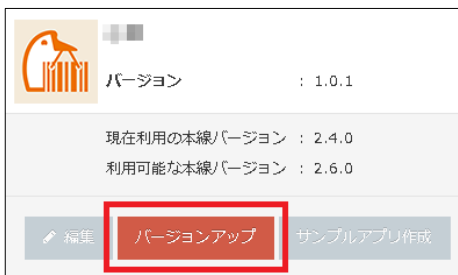 バージョン : 1.0.1
現在利用の本線バージョン : 2.4.0
利用可能な本線バージョン : 2.6.0
編集 バージョンアップ サンプルアプリ作成